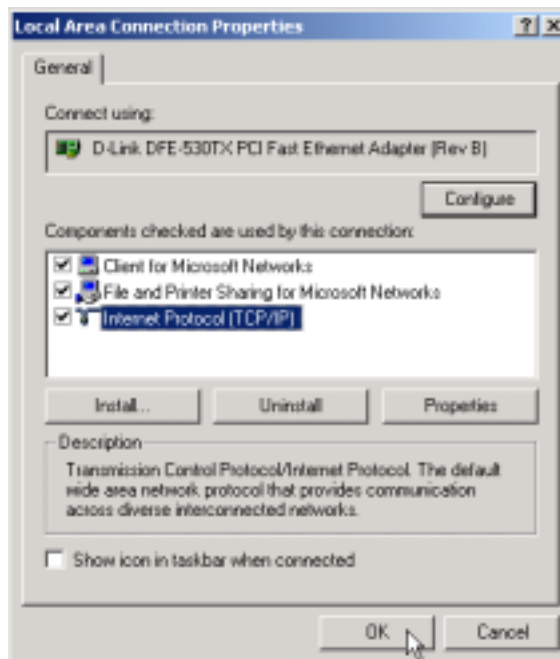 Local Area Connection Properties
General
Connect using:
D-Link DFE-530TX PCI Fast Ethernet Adapter (Rev B)
Configure
Components checked are used by this connection:
Client for Microsoft Networks
File and Printer Sharing for Microsoft Networks
Internet Protocol (TCP/IP)
Install... Uninstall Properties
Description
Transmission Control Protocol/Internet Protocol. The default
wide area network protocol that provides communication
across diverse interconnected networks.
Show icon in taskbar when connected
OK Cancel